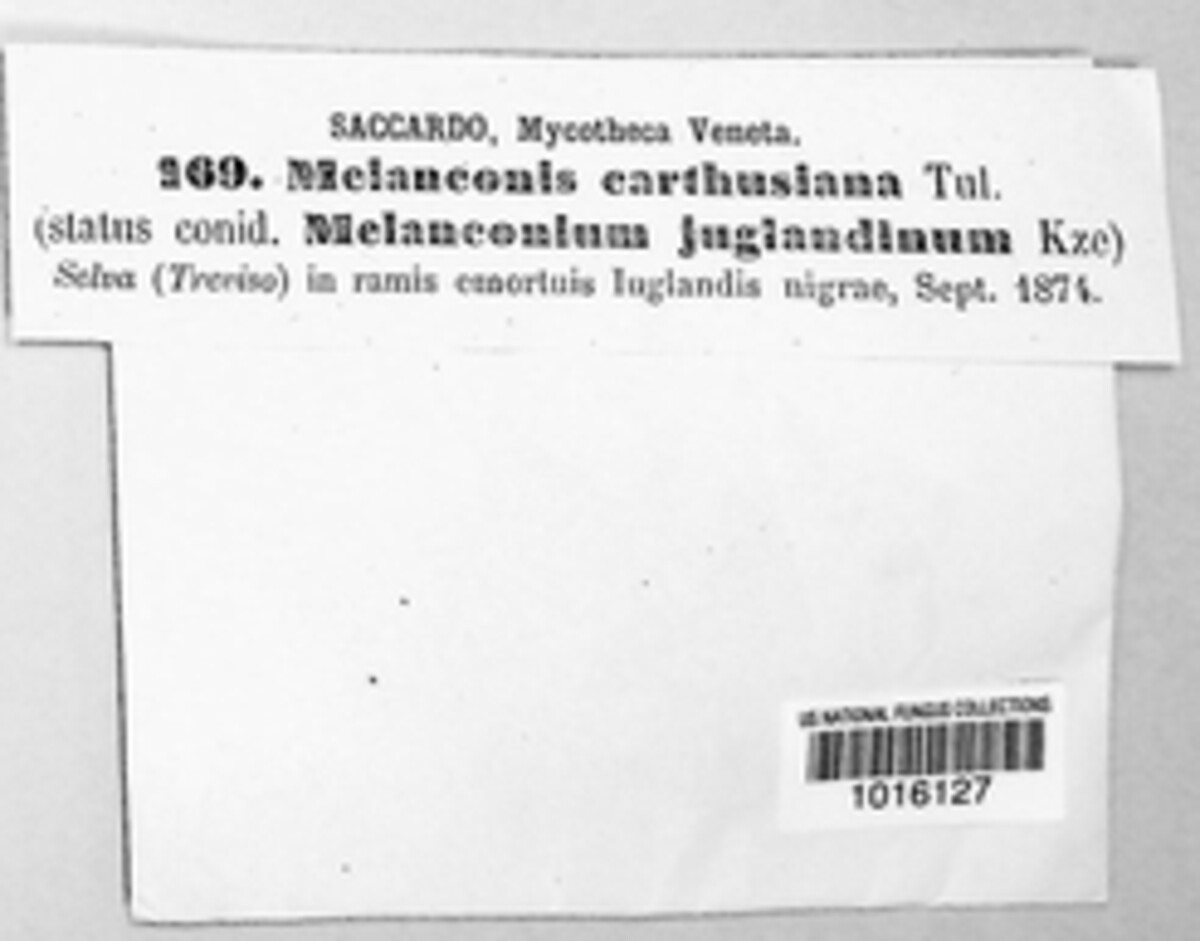 SACCARDO, Mycotheca Veneta.
169. Melanconis carthusiana Tul.
(status conid. Melanconium juglandinum Kze)
Selva (Treviso) in ramis emortuis Iuglandis nigrae, Sept. 1874.
US NATIONAL FUNGUS COLLECTIONS
1016127